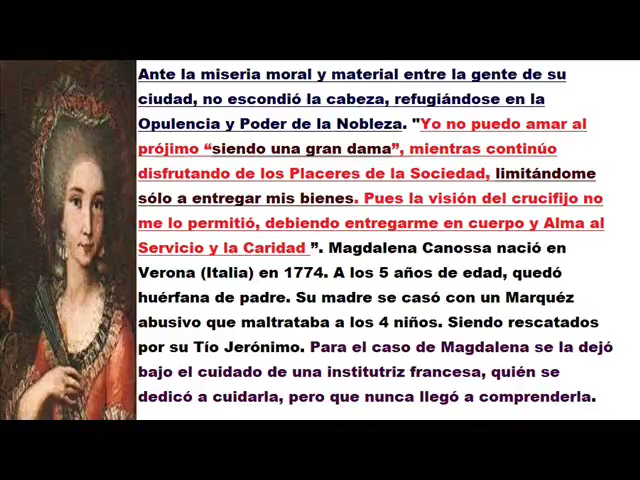 Ante la miseria moral y material entre la gente de su
ciudad, no escondió la cabeza, refugiándose en la
Opulencia y Poder de la Nobleza. "Yo no puedo amar al
prójimo “siendo una gran dama”, mientras continúo
disfrutando de los Placeres de la Sociedad, limitándome
sólo a entregar mis bienes. Pues la visión del crucifijo no
me lo permitió, debiendo entregarme en cuerpo y Alma al
Servicio y la Caridad ”. Magdalena Canossa nació en
Verona (Italia) en 1774. A los 5 años de edad, quedó
huérfana de padre. Su madre se casó con un Marquéz
abusivo que maltrataba a los 4 niños. Siendo rescatados
por su Tío Jerónimo. Para el caso de Magdalena se la dejó
bajo el cuidado de una institutriz francesa, quién se
dedicó a cuidarla, pero que nunca llegó a comprenderla.